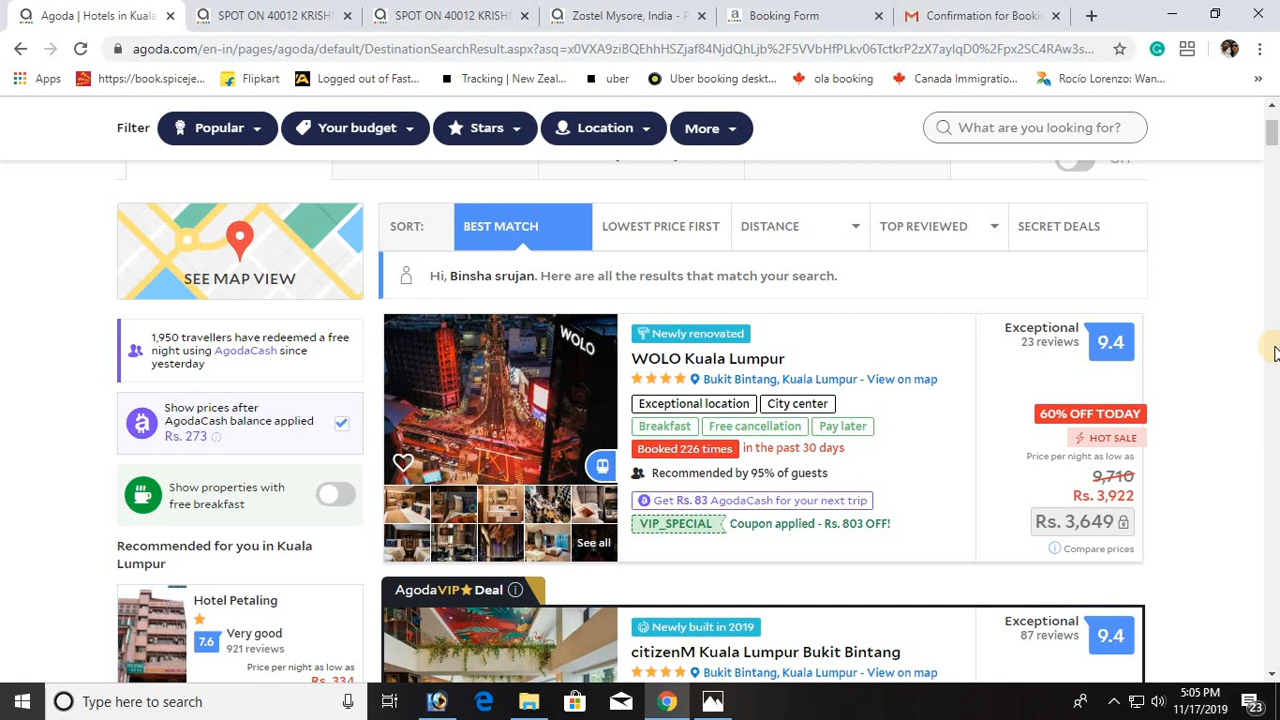 Agoda | Hotels in Kuala
SPOT ON 40012 KRISH
SPOT ON 40012 KRISH
Zostel Mysore, India - P
Booking Form
Confirmation for Booki
agoda.com/en-in/pages/agoda/default/DestinationSearchResult.aspx?asq=x0VXA9ziBQEhhHSZjaf84NjdQhLjb%2F5VVbHfPLkv06TctkrP2zX7ayIqD0%2Fpx2SC4RAw3s...
Apps
https://book.spiceje...
Flipkart
Logged out of Fast...
Tracking | New Zeal...
uber
Uber booking deskt...
ola booking
Canada Immigratio...
Rocío Lorenzo: Wan...
»
Filter
Popular
Your budget
Stars
Location
More
What are you looking for?
SEE MAP VIEW
SORT:
BEST MATCH
LOWEST PRICE FIRST
DISTANCE
TOP REVIEWED
SECRET DEALS
Hi, Binsha srujan. Here are all the results that match your search.
1,950 travellers have redeemed a free
night using AgodaCash since
yesterday
Show prices after
AgodaCash balance applied
Rs. 273
Show properties with
free breakfast
Recommended for you in Kuala
Lumpur
Hotel Petaling
7.6
Very good
921 reviews
Price per night as low as
Rs. 334
WOLO
See all
Newly renovated
WOLO Kuala Lumpur
Bukit Bintang, Kuala Lumpur - View on map
Exceptional location
City center
Breakfast
Free cancellation
Pay later
Booked 226 times in the past 30 days
Recommended by 95% of guests
Get Rs. 83 AgodaCash for your next trip
VIP_SPECIAL
Coupon applied - Rs. 803 OFF!
Exceptional
23 reviews
9.4
60% OFF TODAY
HOT SALE
Price per night as low as
9,710
Rs. 3,922
Rs. 3,649
Compare prices
AgodaVIP Deal
Newly built in 2019
citizenM Kuala Lumpur Bukit Bintang
Bukit Bintang, Kuala Lumpur - View on map
Exceptional
87 reviews
9.4
Type here to search
5:05 PM
11/17/2019
23